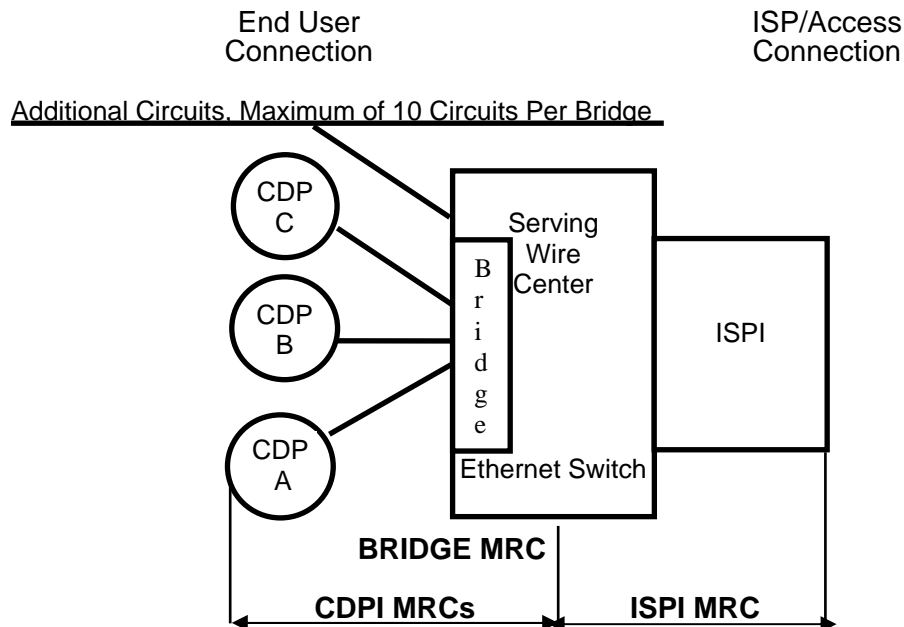 End User
Connection
ISP/Access
Connection
Additional Circuits, Maximum of 10 Circuits Per Bridge
CDP
C
CDP
B
CDP
A
Bridge
Serving
Wire
Center
Ethernet Switch
ISPI
BRIDGE MRC
CDPI MRCs
ISPI MRC